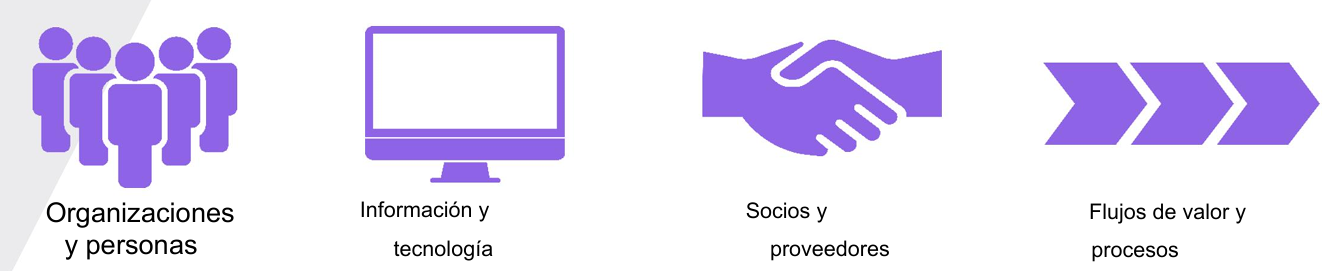 Organizaciones
y personas
Información y
tecnología
Socios y
proveedores
Flujos de valor y
procesos